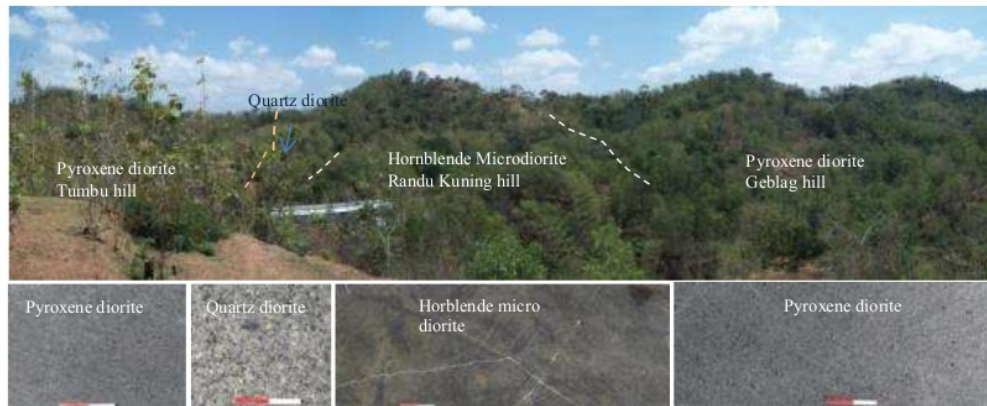 Quartz diorite
Pyroxene diorite
Tumbu hill
Hornblende Microdiorite
Randu Kuning hill
Pyroxene diorite
Geblag hill
Pyroxene diorite
Quartz diorite
Horblende micro
diorite
Pyroxene diorite